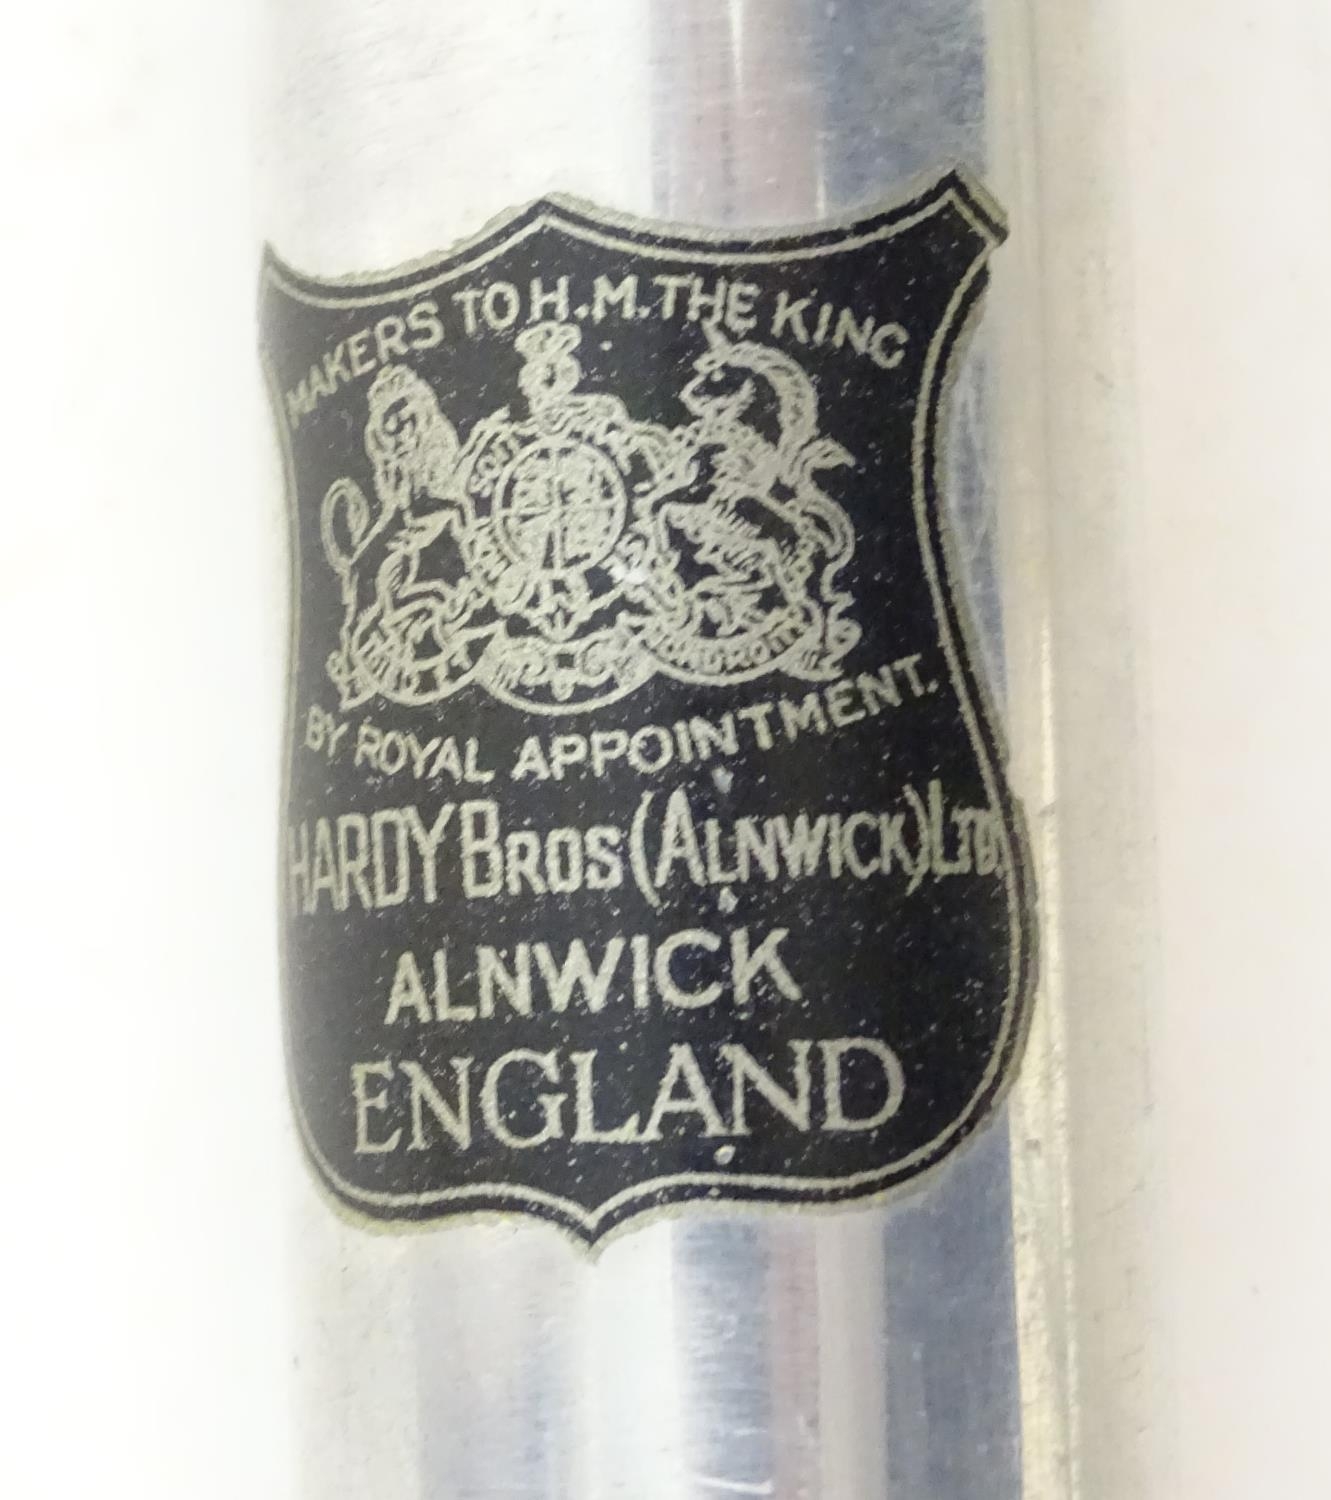 MAKERS TO H.M. THE KING
BY ROYAL APPOINTMENT.
HARDY BROS (ALNWICK) LTD
ALNWICK
ENGLAND